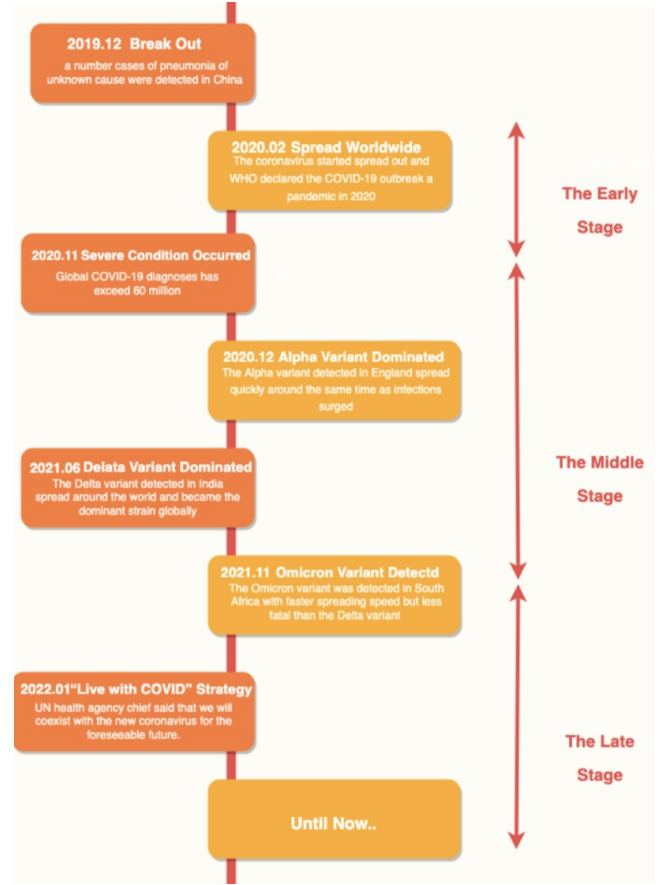 2019.12 Break Out
a number cases of pneumonia of
unknown cause were detected in China
2020.02 Spread Worldwide
The coronavirus started spread out and
WHO declared the COVID-19 outbreak a
pandemic in 2020
The Early
Stage
2020.11 Severe Condition Occurred
Global COVID-19 diagnoses has
exceed 60 million
2020.12 Alpha Variant Dominated
The Alpha variant detected in England spread
quickly around the same time as infections
surged
2021.06 Delata Variant Dominated
The Delta variant detected in India
spread around the world and became the
dominant strain globally
The Middle
Stage
2021.11 Omicron Variant Detectd
The Omicron variant was detected in South
Africa with faster spreading speed but less
fatal than the Delta variant
2022.01“Live with COVID” Strategy
UN health agency chief said that we will
coexist with the new coronavirus for the
foreseeable future.
The Late
Stage
Until Now..